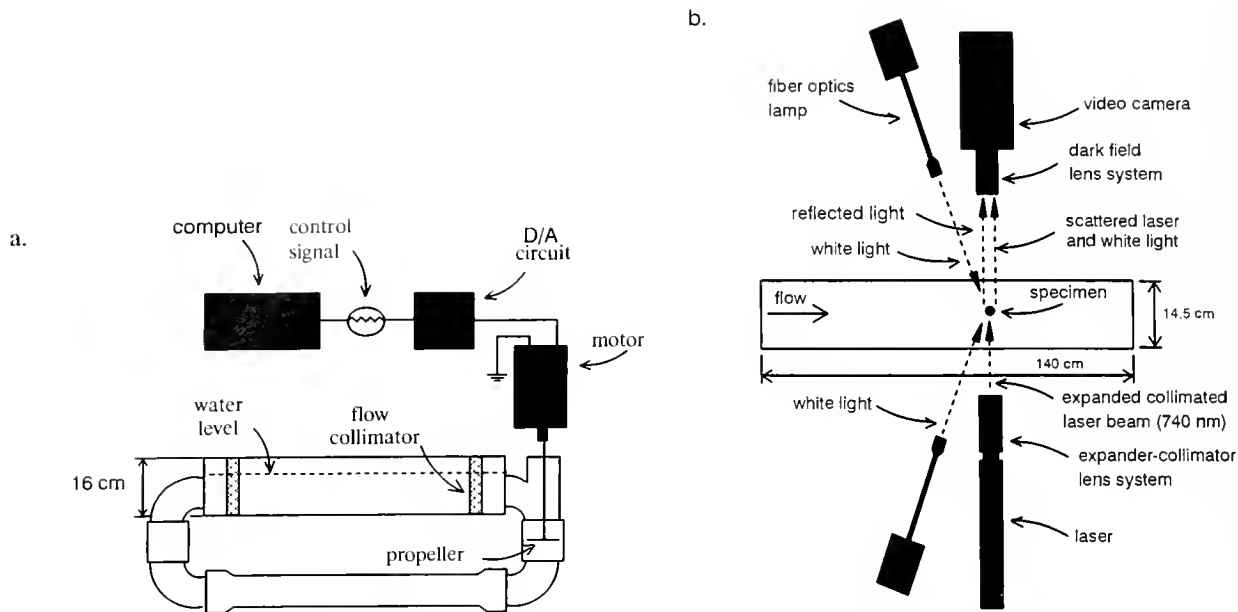 a.
computer
control
signal
D/A
circuit
motor
water
level
flow
collimator
16 cm
propeller
b.
fiber optics
lamp
video camera
dark field
lens system
reflected light
white light
scattered laser
and white light
flow
specimen
14.5 cm
140 cm
white light
expanded collimated
laser beam (740 nm)
expander-collimator
lens system
laser